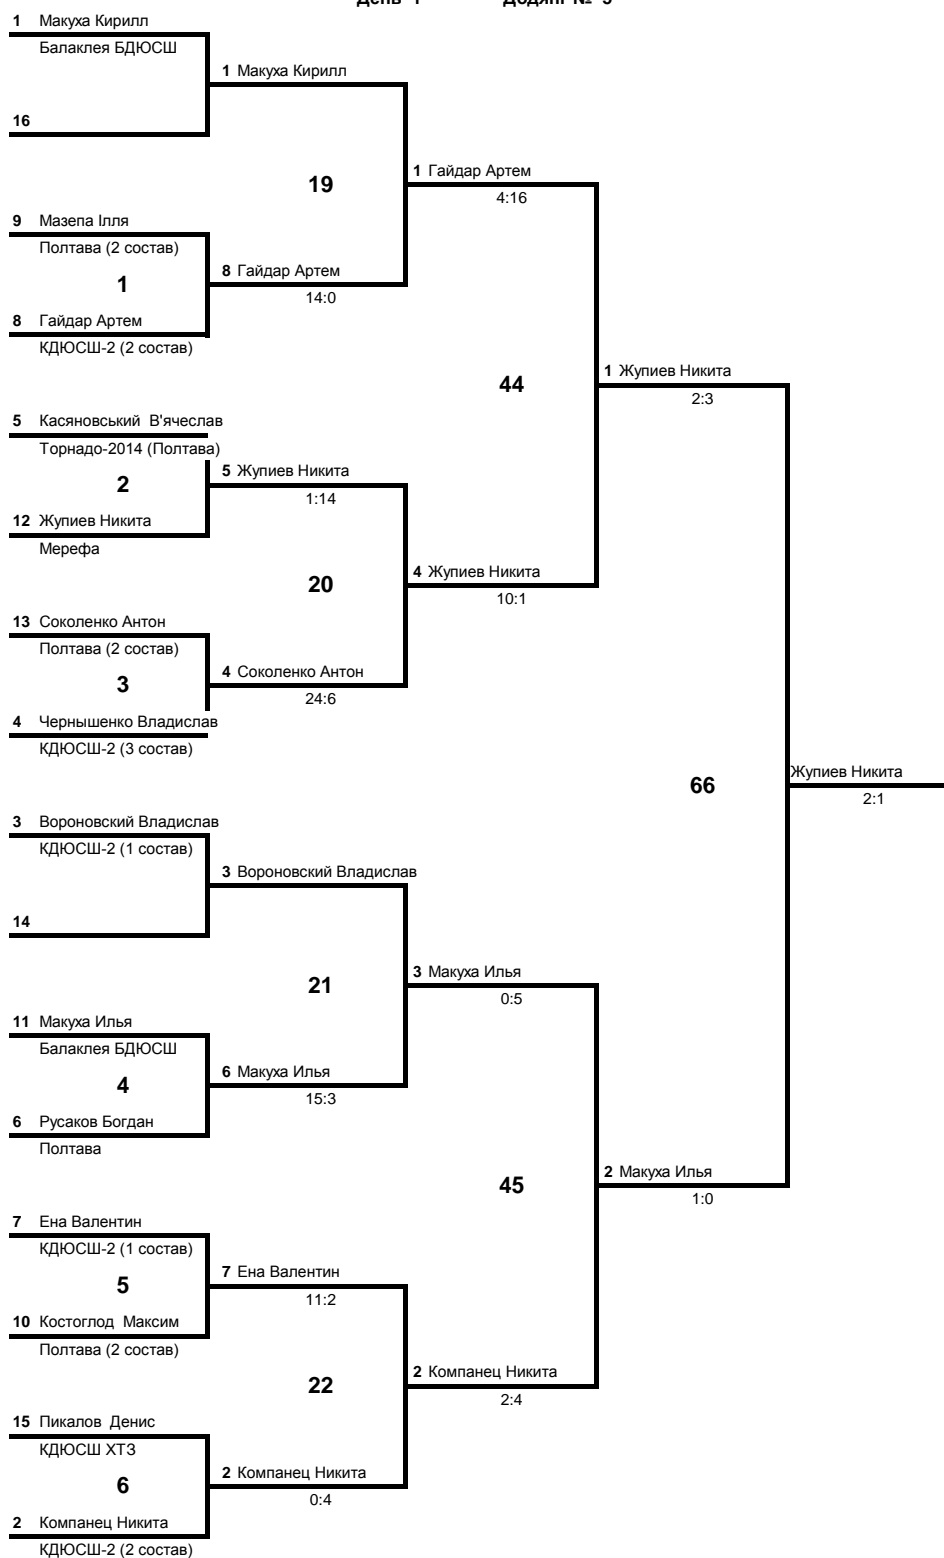 1 Макуха Кирилл
Балаклея БДЮСШ
1 Макуха Кирилл
16
19
1 Гайдар Артем
4:16
9 Мазепа Ілля
Полтава (2 состав)
1
8 Гайдар Артем
14:0
8 Гайдар Артем
КДЮСШ-2 (2 состав)
44
1 Жупиев Никита
2:3
5 Касяновський В'ячеслав
Торнадо-2014 (Полтава)
2
5 Жупиев Никита
1:14
12 Жупиев Никита
Мерефа
20
4 Жупиев Никита
10:1
13 Соколенко Антон
Полтава (2 состав)
3
4 Соколенко Антон
24:6
4 Чернышенко Владислав
КДЮСШ-2 (3 состав)
66
Жупиев Никита
2:1
3 Вороновский Владислав
КДЮСШ-2 (1 состав)
3 Вороновский Владислав
14
21
3 Макуха Илья
0:5
11 Макуха Илья
Балаклея БДЮСШ
4
6 Макуха Илья
15:3
6 Русаков Богдан
Полтава
45
2 Макуха Илья
1:0
7 Ена Валентин
КДЮСШ-2 (1 состав)
5
7 Ена Валентин
11:2
10 Костоглод Максим
Полтава (2 состав)
22
2 Компанец Никита
2:4
15 Пикалов Денис
КДЮСШ ХТЗ
6
2 Компанец Никита
0:4
2 Компанец Никита
КДЮСШ-2 (2 состав)